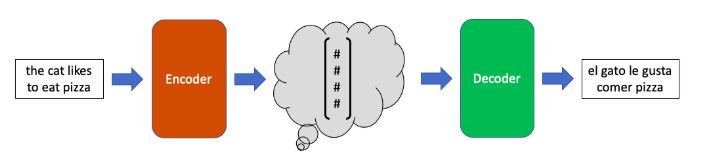 the cat likes
to eat pizza
Encoder
#
#
#
#
Decoder
el gato le gusta
comer pizza